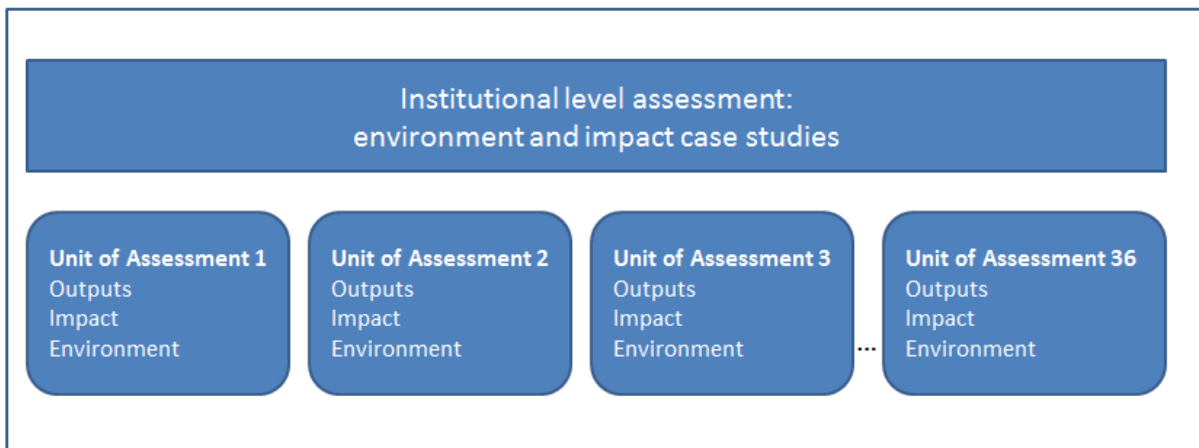 Institutional level assessment:
environment and impact case studies
Unit of Assessment 1
Outputs
Impact
Environment
Unit of Assessment 2
Outputs
Impact
Environment
Unit of Assessment 3
Outputs
Impact
Environment
...
Unit of Assessment 36
Outputs
Impact
Environment